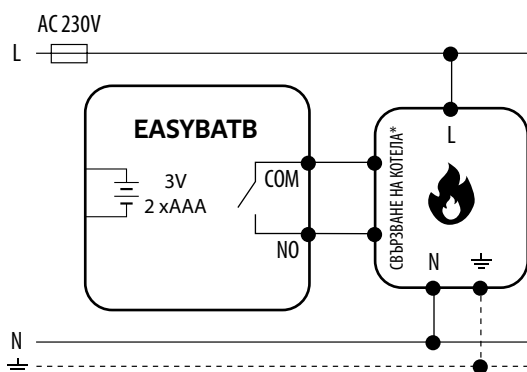 AC 230V
L
EASYBATB
3V
2 xAAA
COM
NO
СВЪРЗВАНЕ НА КОТЕЛА*
L
N
N